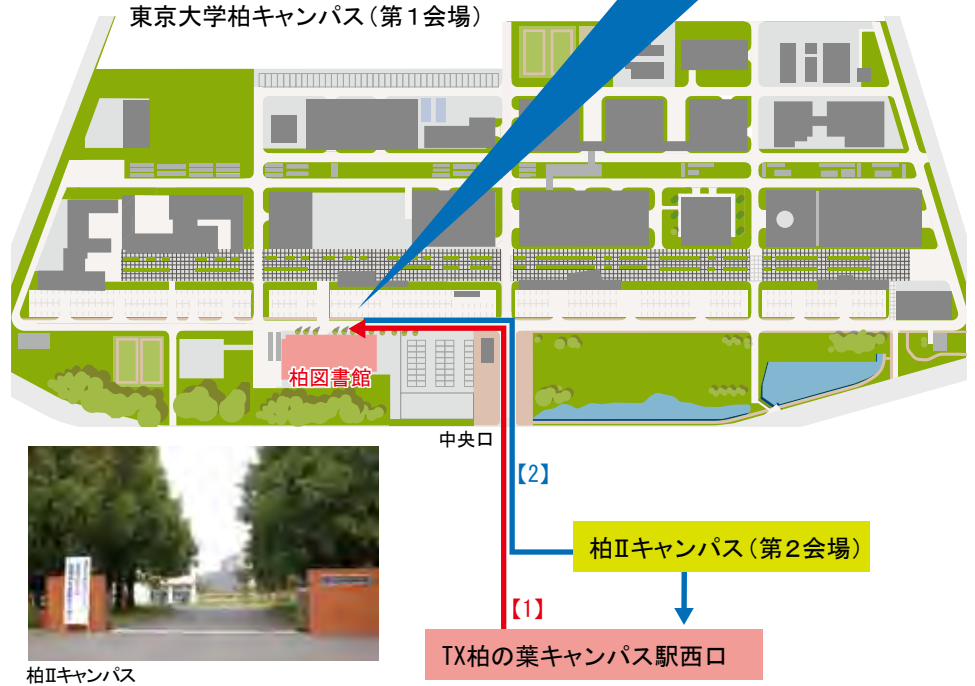 東京大学柏キャンパス（第１会場）
柏図書館
中央口
【2】
柏Ⅱキャンパス（第２会場）
【1】
TX柏の葉キャンパス駅西口
柏Ⅱキャンパス